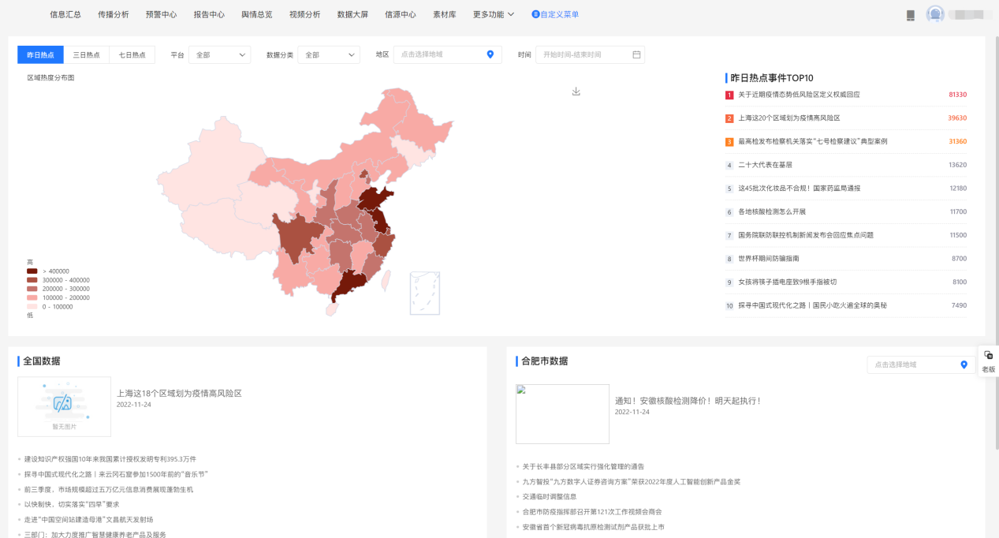 信息汇总 传播分析 预警中心 报告中心 舆情总览 视频分析 数据大屏 信源中心 素材库 更多功能 自定义菜单
昨日热点 三日热点 七日热点 平台 全部 数据分类 全部 地区 点击选择地域 时间 开始时间-结束时间
区域热度分布图
高
> 400000
300000 - 400000
200000 - 300000
100000 - 200000
0 - 100000
低
昨日热点事件TOP10
1 关于近期疫情态势低风险区定义权威回应 81330
2 上海这20个区域划为疫情高风险区 39630
3 最高检发布检察机关落实“七号检察建议”典型案例 31360
4 二十大代表在基层 13620
5 这45批次化妆品不合规！国家药监局通报 12180
6 各地核酸检测怎么开展 11700
7 国务院联防联控机制新闻发布会回应焦点问题 11500
8 世界杯期间防骗指南 8700
9 女孩将筷子插电座致9根手指被切 8100
10 探寻中国式现代化之路丨国民小吃火遍全球的奥秘 7490
老版
全国数据
暂无图片
上海这18个区域划为疫情高风险区
2022-11-24
建设知识产权强国10年来我国累计授权发明专利395.3万件
探寻中国式现代化之路丨来云冈石窟参加1500年前的“音乐节”
前三季度，市场规模超过五万亿元信息消费展现蓬勃生机
以快制快，切实落实“四早”要求
走进“中国空间站建造母港”文昌航天发射场
三部门：加大力度推广智慧健康养老产品及服务
合肥市数据
点击选择地域
通知！安徽核酸检测降价！明天起执行！
2022-11-24
关于长丰县部分区域实行强化管理的通告
九方智投“九方数字人证券咨询方案”荣获2022年度人工智能创新产品金奖
交通临时调整信息
合肥市防疫指挥部召开第121次工作视频会商会
安徽省首个新冠病毒抗原检测试剂产品获批上市